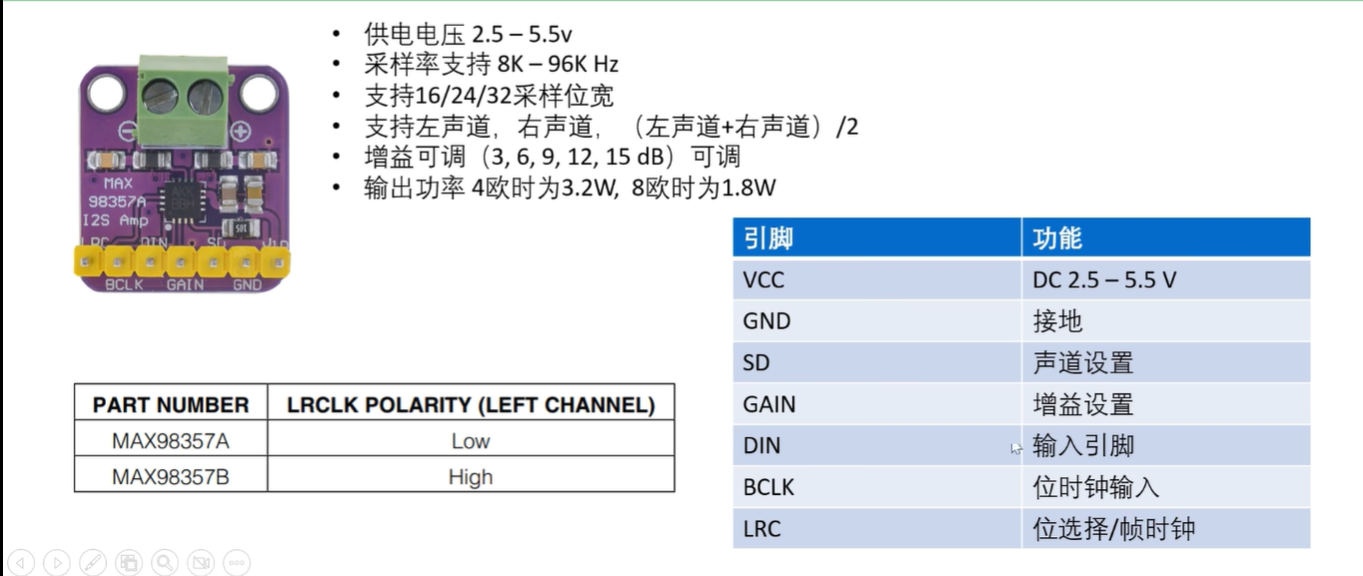 • 供电电压 2.5 – 5.5v
• 采样率支持 8K – 96K Hz
• 支持16/24/32采样位宽
• 支持左声道，右声道，（左声道+右声道）/2
• 增益可调（3, 6, 9, 12, 15 dB）可调
• 输出功率 4欧时为3.2W, 8欧时为1.8W
MAX
98357A
I2S Amp
LRC DIN SD Vin
BCLK GAIN GND
引脚 功能
VCC DC 2.5 – 5.5 V
GND 接地
SD 声道设置
GAIN 增益设置
DIN 输入引脚
BCLK 位时钟输入
LRC 位选择/帧时钟
PART NUMBER LRCLK POLARITY (LEFT CHANNEL)
MAX98357A Low
MAX98357B High